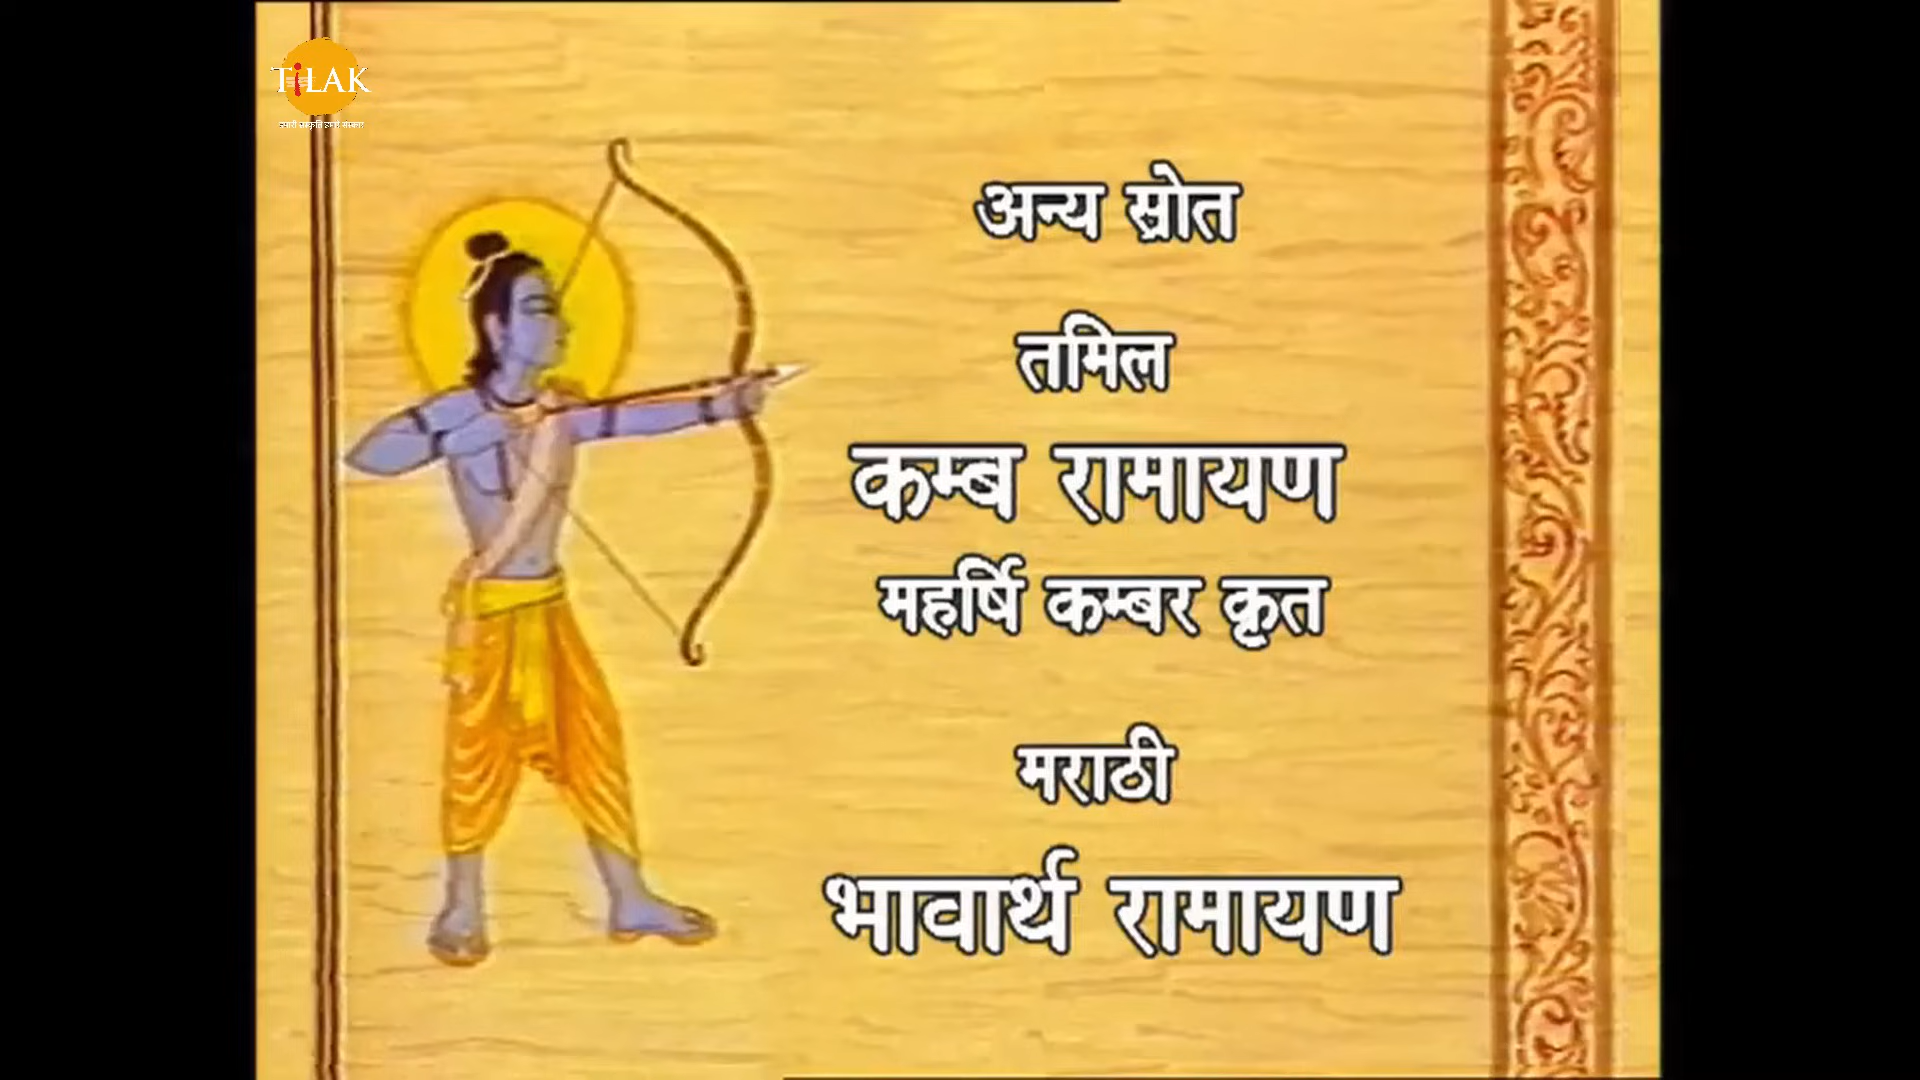 TiLAK
अन्य स्रोत
तमिल
कम्ब रामायण
महर्षि कम्बर कृत
मराठी
भावार्थ रामायण